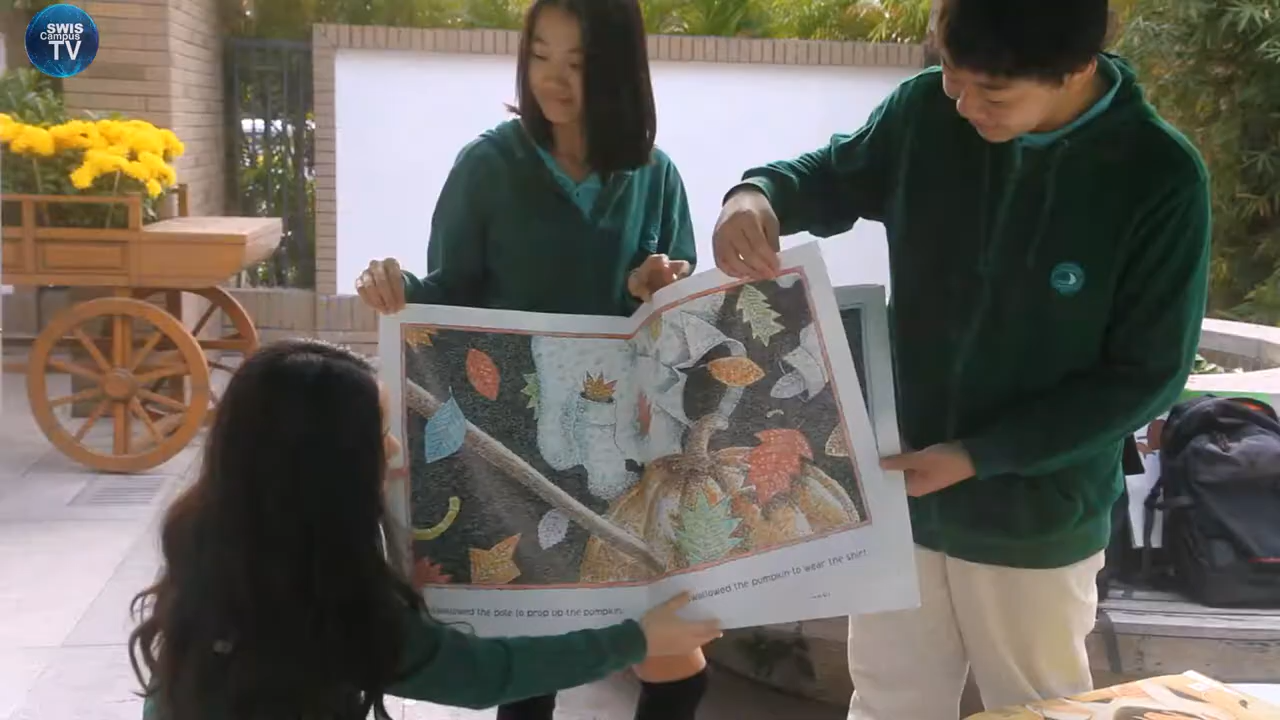 SWIS
Campus
TV
swallowed the pole to prop up the pumpkin.
swallowed the pumpkin to wear the shirt.